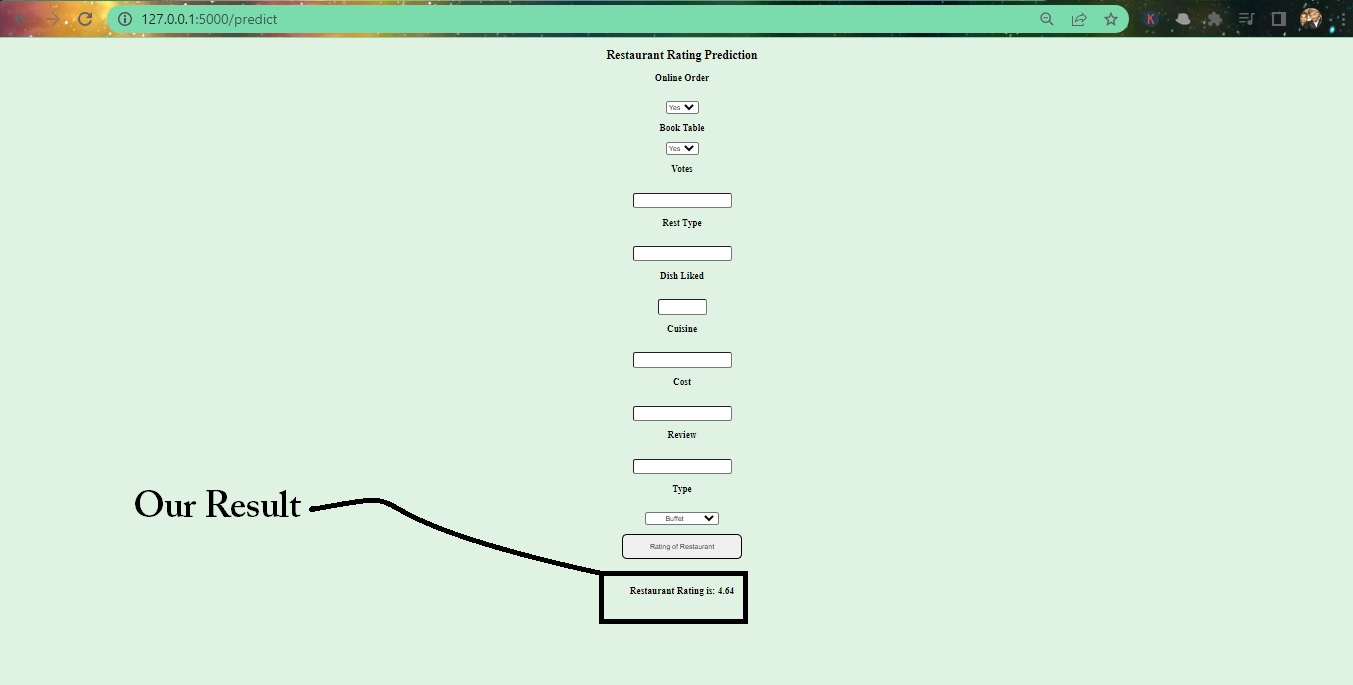 127.0.0.1:5000/predict
K
Restaurant Rating Prediction
Online Order
Yes
Book Table
Yes
Votes
Rest Type
Dish Liked
Cuisine
Cost
Review
Type
Buffet
Rating of Restaurant
Our Result
Restaurant Rating is: 4.64